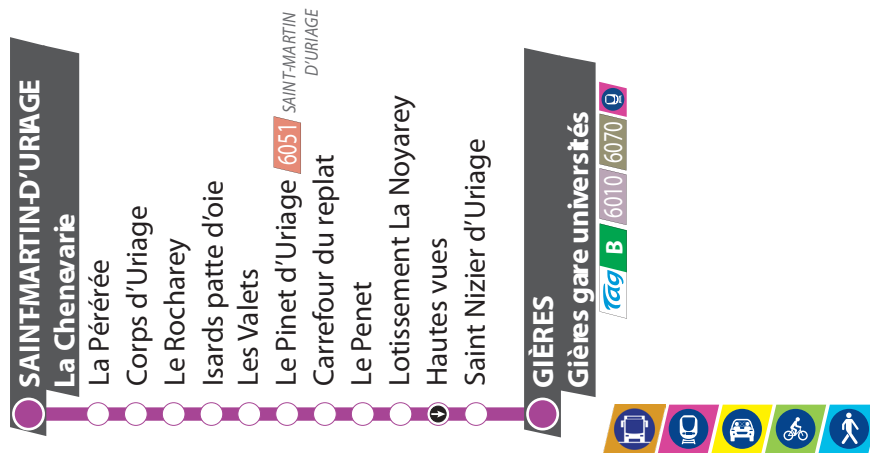 SAINT-MARTIN-D'URIAGE
La Chenevarie
La Pérérée
Corps d'Uriage
Le Rocharey
Isards patte d'oie
Les Valets
Le Pinet d'Uriage 6051 SAINT-MARTIN
D'URIAGE
Carrefour du replat
Le Penet
Lotissement La Noyarey
Hautes vues
Saint Nizier d'Uriage
GIÈRES
Gières gare universités
Tag B 6010 6070